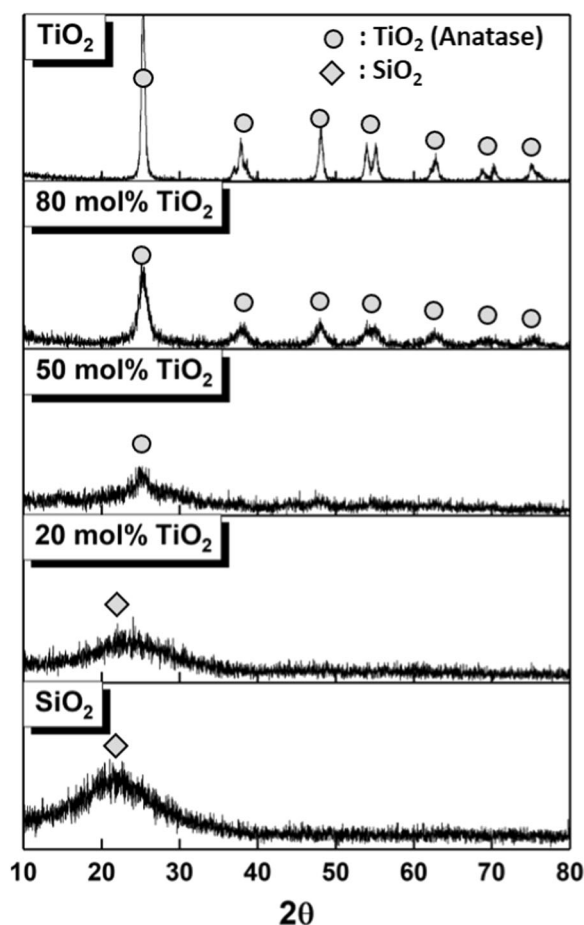 TiO₂
: TiO₂ (Anatase)
: SiO₂
80 mol% TiO₂
50 mol% TiO₂
20 mol% TiO₂
SiO₂
10 20 30 40 50 60 70 80
2θ